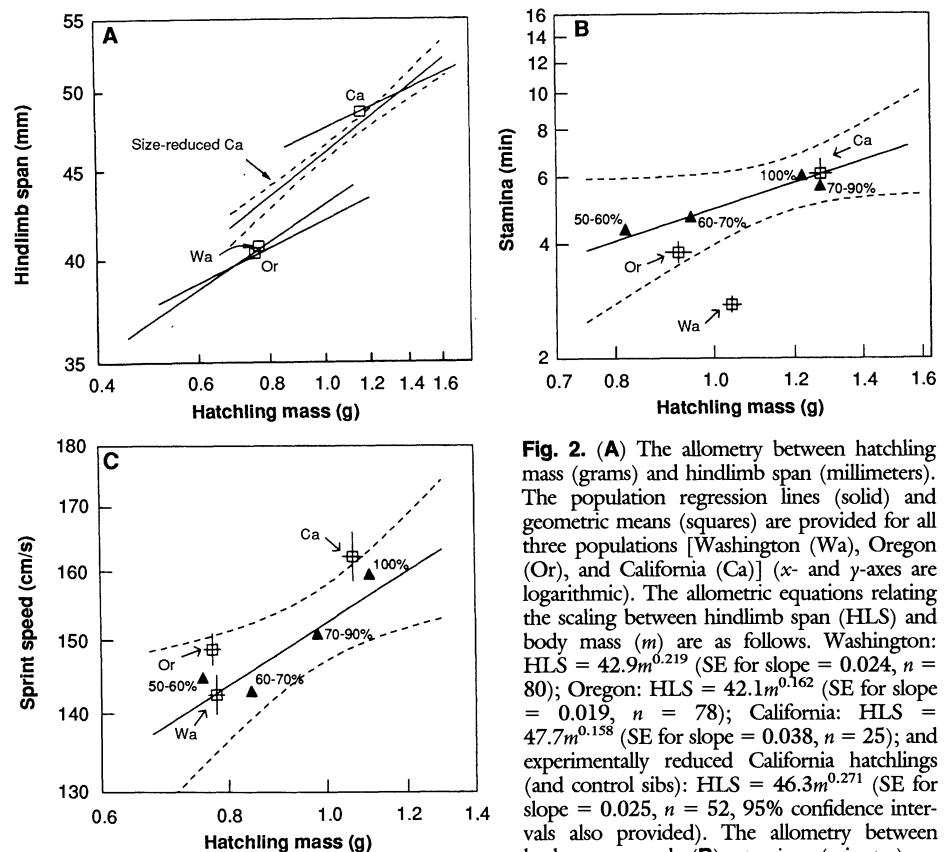 A
55
50
45
40
35
Hindlimb span (mm)
Ca
Size-reduced Ca
Wa
Or
0.4
0.6
0.8
1.0
1.2
1.4
1.6
Hatchling mass (g)
B
16
14
12
10
8
6
4
2
Stamina (min)
Ca
100%
70-90%
50-60%
60-70%
Or
Wa
0.7
0.8
1.0
1.2
1.4
1.6
Hatchling mass (g)
C
180
170
160
150
140
130
Sprint speed (cm/s)
Ca
100%
70-90%
Or
50-60%
60-70%
Wa
0.6
0.8
1.0
1.2
1.4
Hatchling mass (g)
Fig. 2. (A) The allometry between hatchling
mass (grams) and hindlimb span (millimeters).
The population regression lines (solid) and
geometric means (squares) are provided for all
three populations [Washington (Wa), Oregon
(Or), and California (Ca)] (x- and y-axes are
logarithmic). The allometric equations relating
the scaling between hindlimb span (HLS) and
body mass (m) are as follows. Washington:
HLS = 42.9m^0.219 (SE for slope = 0.024, n =
80); Oregon: HLS = 42.1m^0.162 (SE for slope
= 0.019, n = 78); California: HLS =
47.7m^0.158 (SE for slope = 0.038, n = 25); and
experimentally reduced California hatchlings
(and control sibs): HLS = 46.3m^0.271 (SE for
slope = 0.025, n = 52, 95% confidence inter-
vals also provided). The allometry between